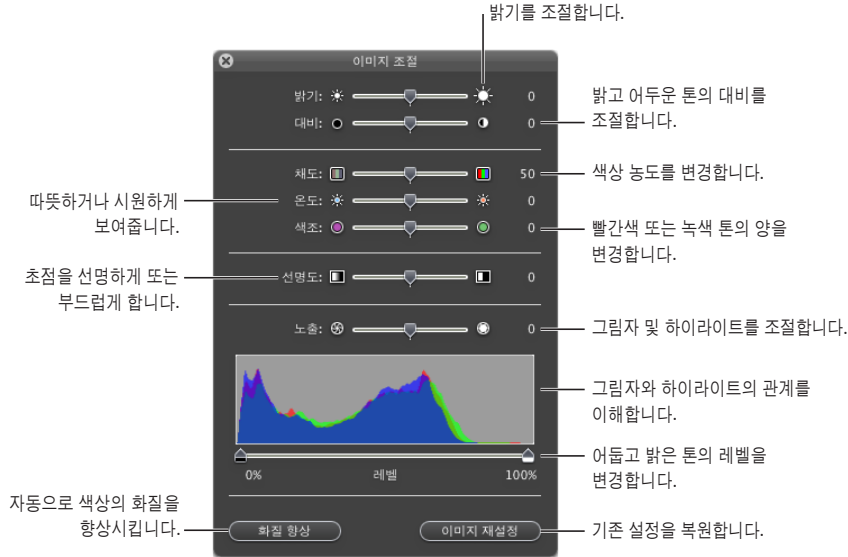 밝기를 조절합니다.
이미지 조절
밝기: 0
대비: 0
밝고 어두운 톤의 대비를
조절합니다.
채도: 50
색상 농도를 변경합니다.
온도: 0
따뜻하거나 시원하게
보여줍니다.
색조: 0
빨간색 또는 녹색 톤의 양을
변경합니다.
선명도: 0
초점을 선명하게 또는
부드럽게 합니다.
노출: 0
그림자 및 하이라이트를 조절합니다.
그림자와 하이라이트의 관계를
이해합니다.
어둡고 밝은 톤의 레벨을
변경합니다.
0% 레벨 100%
자동으로 색상의 화질을
향상시킵니다.
화질 향상
이미지 재설정
기존 설정을 복원합니다.